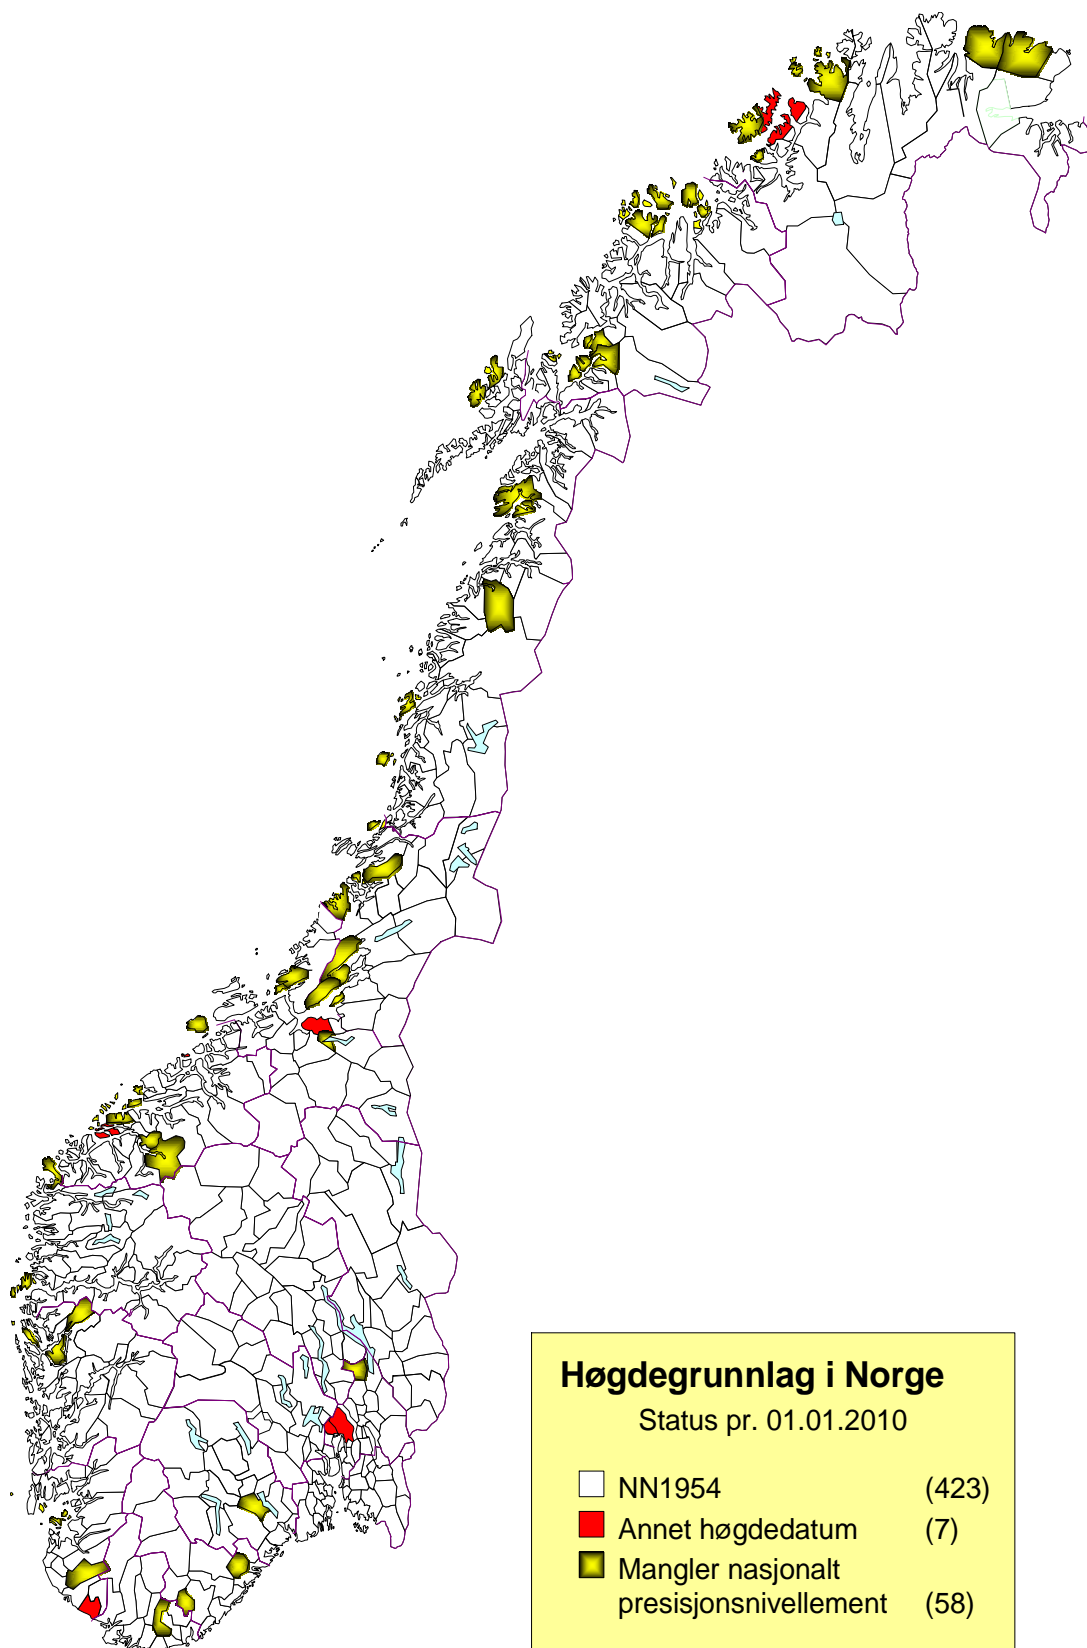 Høgdegrunnlag i Norge
Status pr. 01.01.2010
NN1954 (423)
Annet høgdedatum (7)
Mangler nasjonalt
presisjonsnivellement (58)